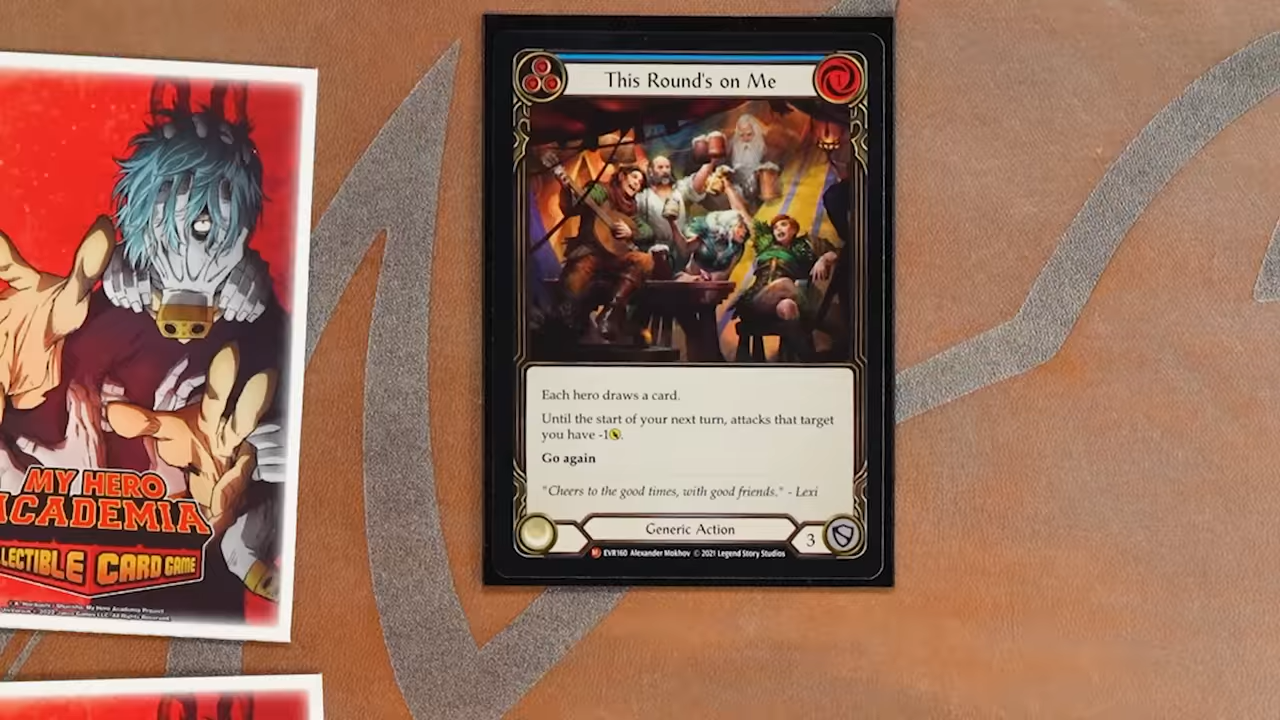 This Round's on Me
1
Each hero draws a card.
Until the start of your next turn, attacks that target
you have -1
Go again
"Cheers to the good times, with good friends." - Lexi
Generic Action
3
M EVR160 Alexander Mokhov © 2021 Legend Story Studios
MY HERO
ACADEMIA
LLECTIBLE CARD GAME